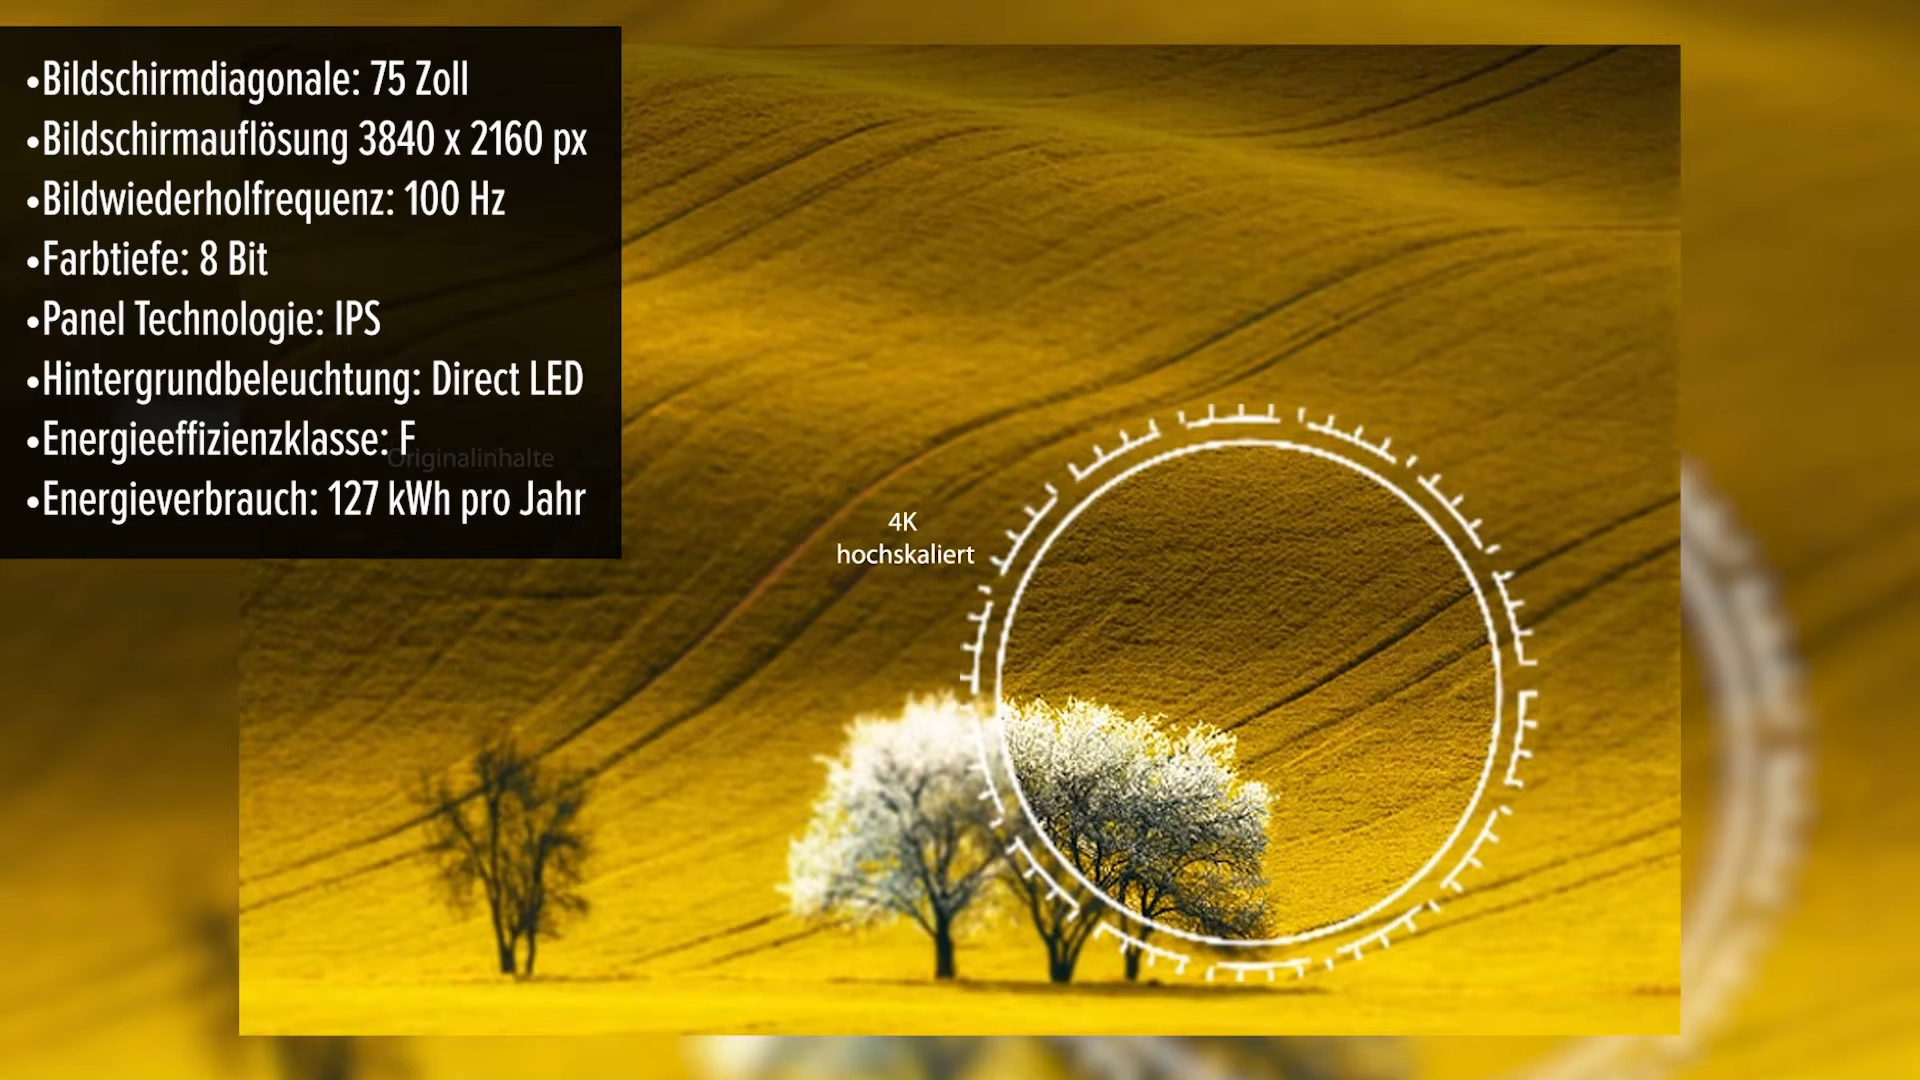 •Bildschirmdiagonale: 75 Zoll
•Bildschirmauflösung 3840 x 2160 px
•Bildwiederholfrequenz: 100 Hz
•Farbtiefe: 8 Bit
•Panel Technologie: IPS
•Hintergrundbeleuchtung: Direct LED
•Energieeffizienzklasse: F
Originalinhalte
•Energieverbrauch: 127 kWh pro Jahr
4K
hochskaliert